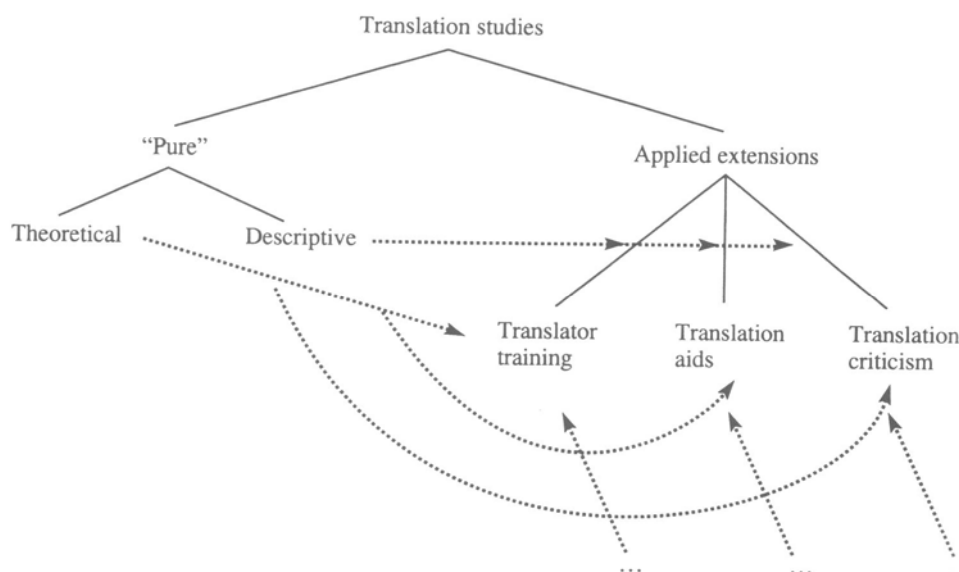 Translation studies
“Pure”
Applied extensions
Theoretical
Descriptive
Translator
training
Translation
aids
Translation
criticism
...
...